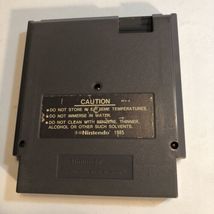 CAUTION
•DO NOT STORE IN EXTREME TEMPERATURES.
•DO NOT IMMERSE IN WATER.
•DO NOT CLEAN WITH BENZENE, THINNER,
ALCOHOL OR OTHER SUCH SOLVENTS.
Nintendo 1985